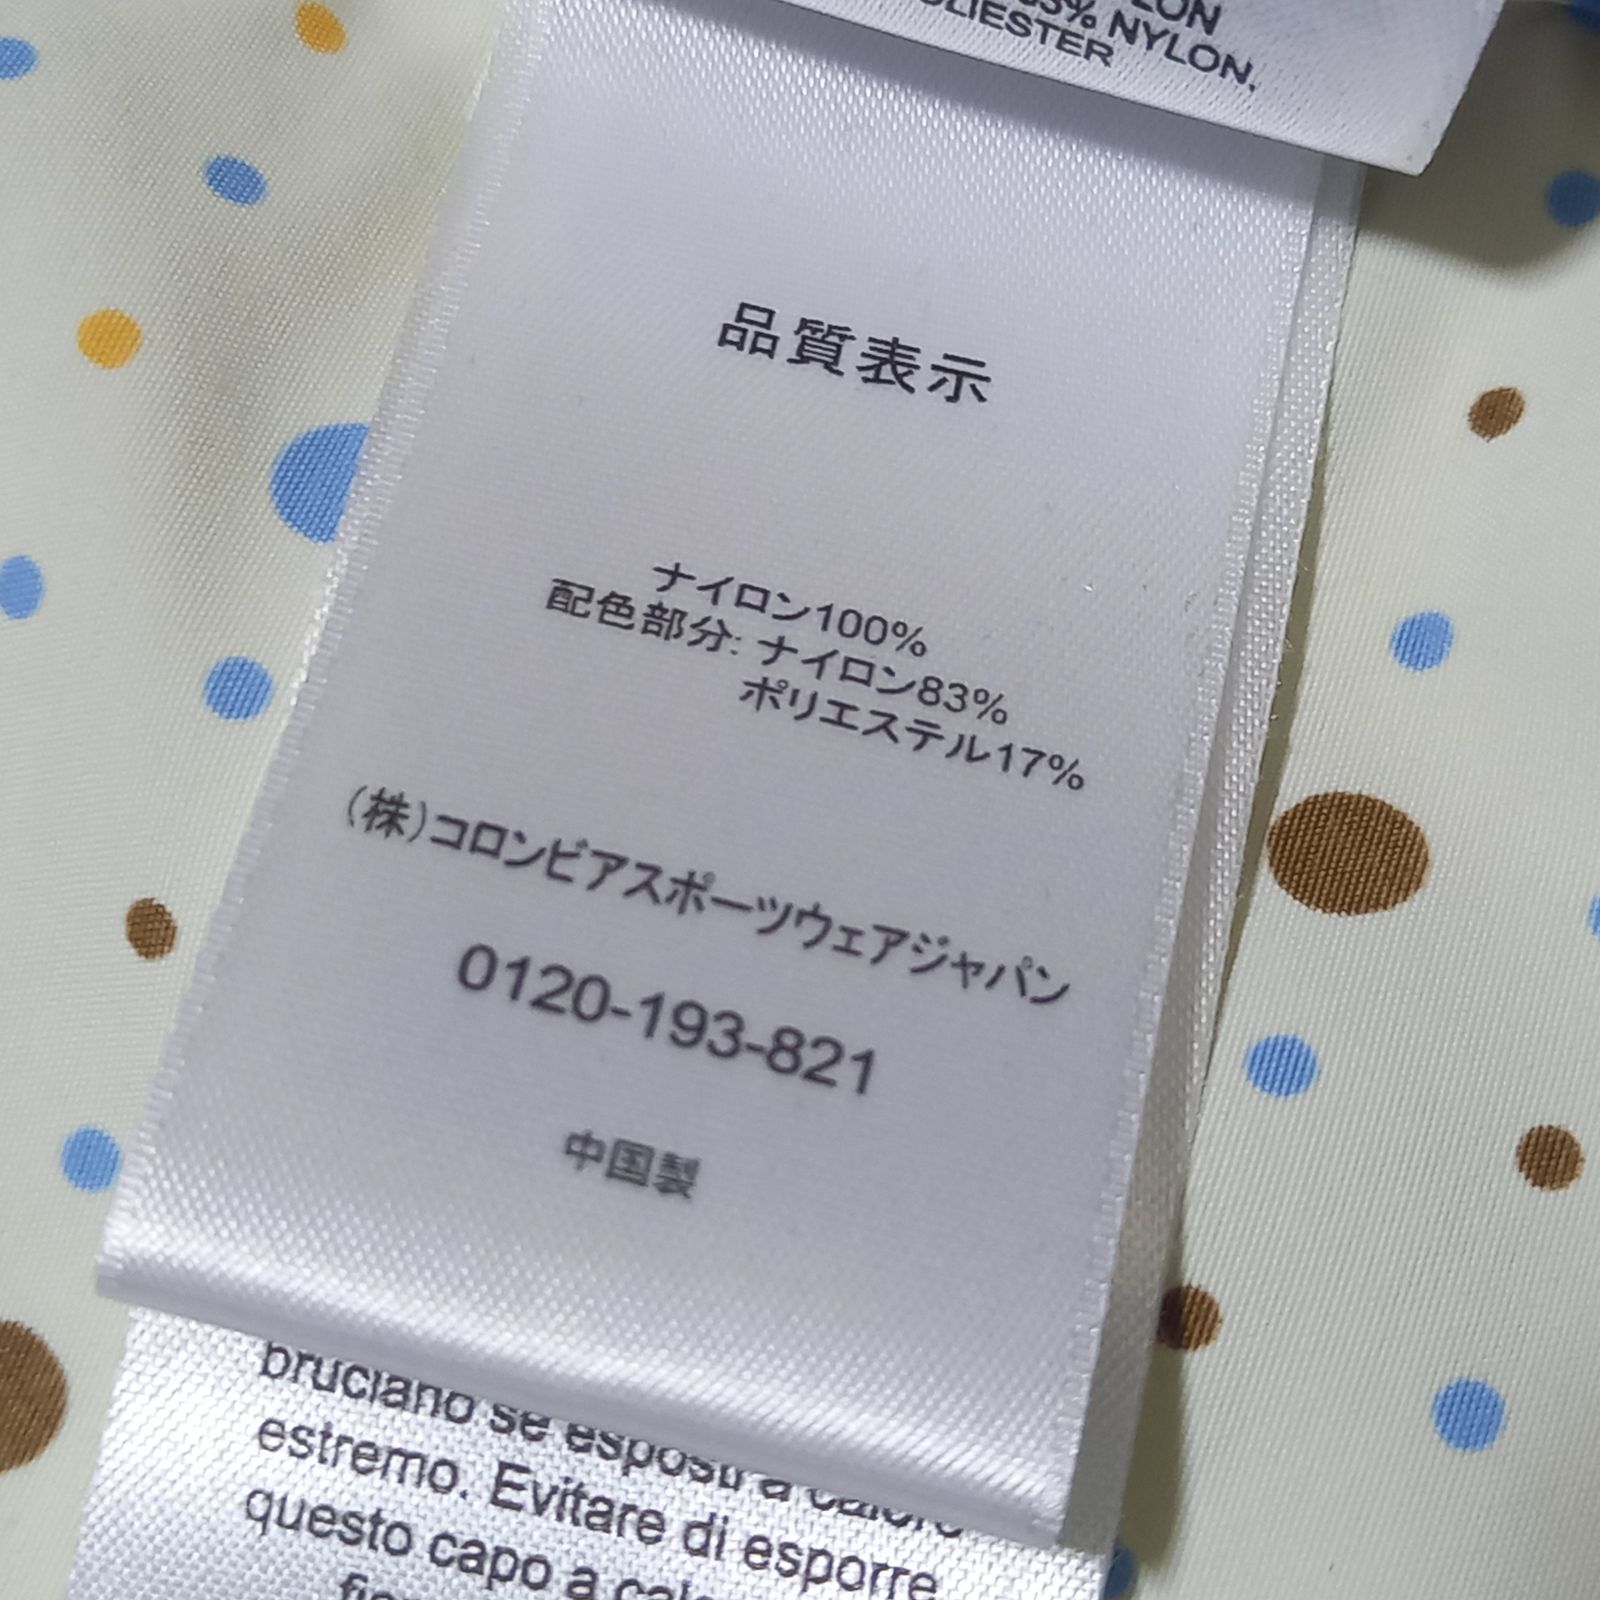 NYLON,
品質表示
ナイロン100%
配色部分: ナイロン83%
ポリエステル17%
(株)コロンビアスポーツウェアジャパン
0120-193-821
中国製
bruciano se esposti a calore
estremo. Evitare di esporre
questo capo a